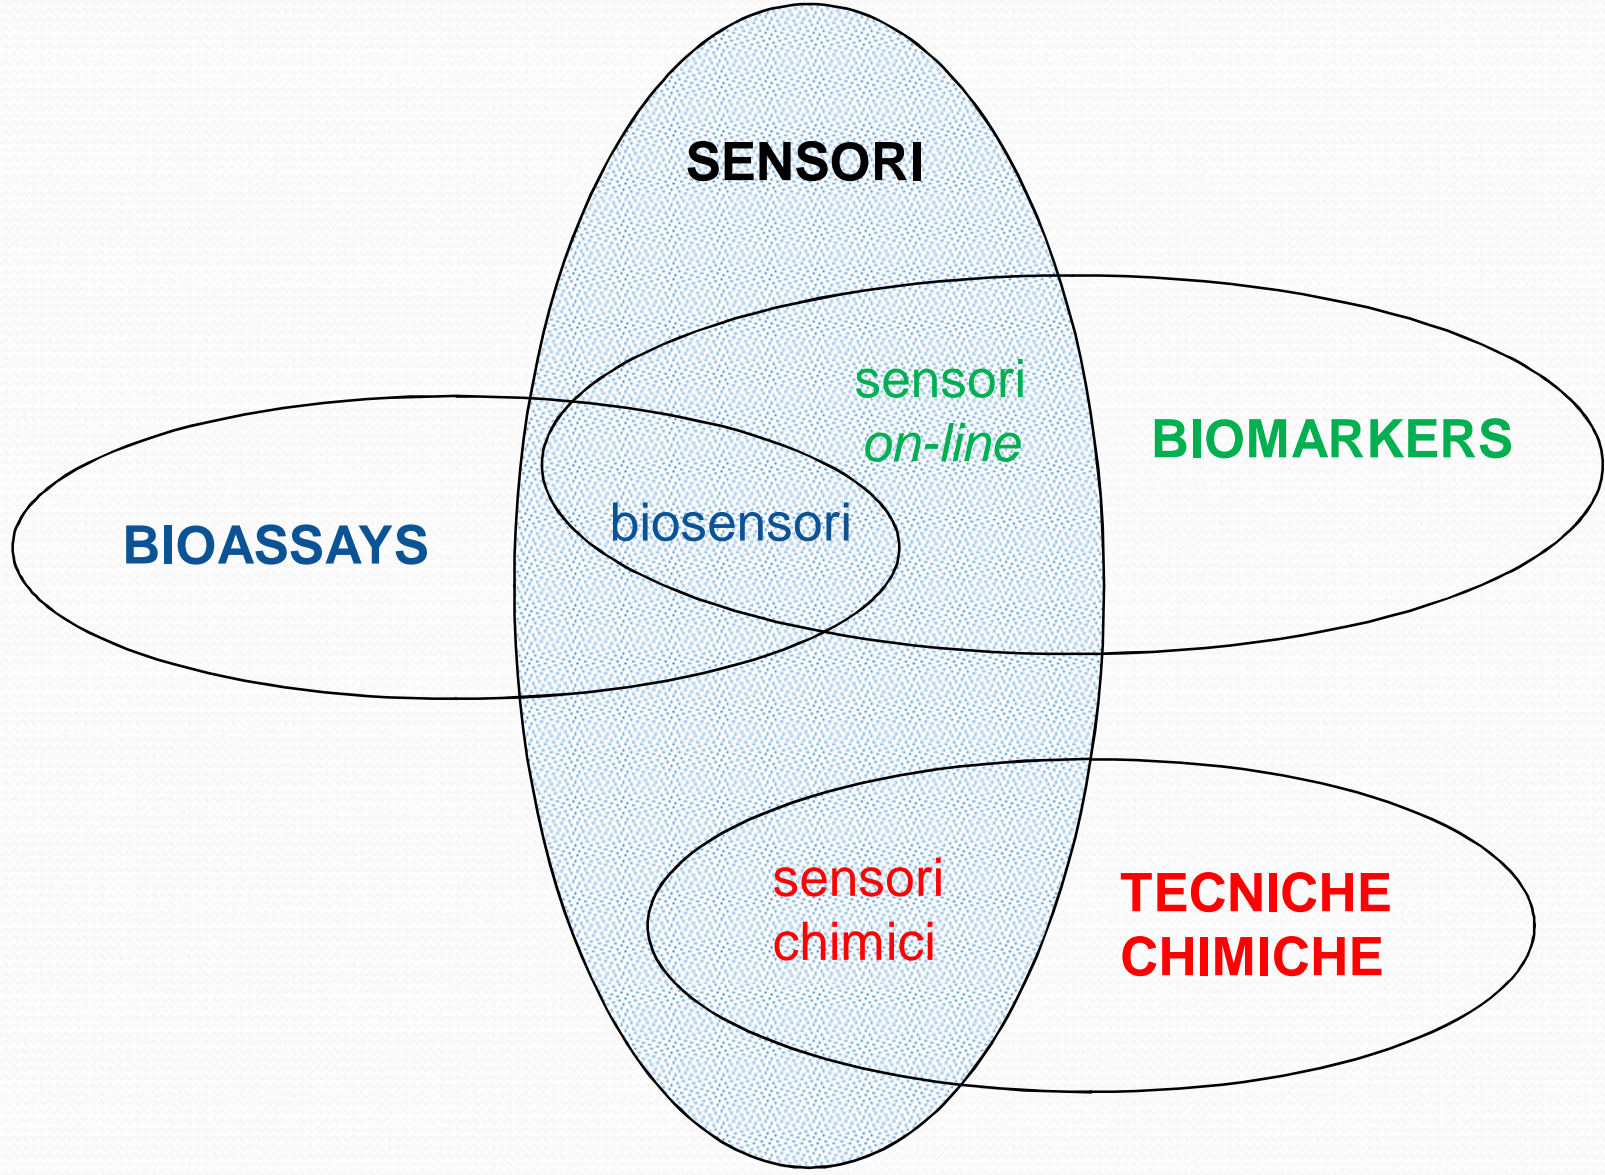 SENSORI
sensori
on-line
BIOMARKERS
biosensori
BIOASSAYS
sensori
chimici
TECNICHE
CHIMICHE